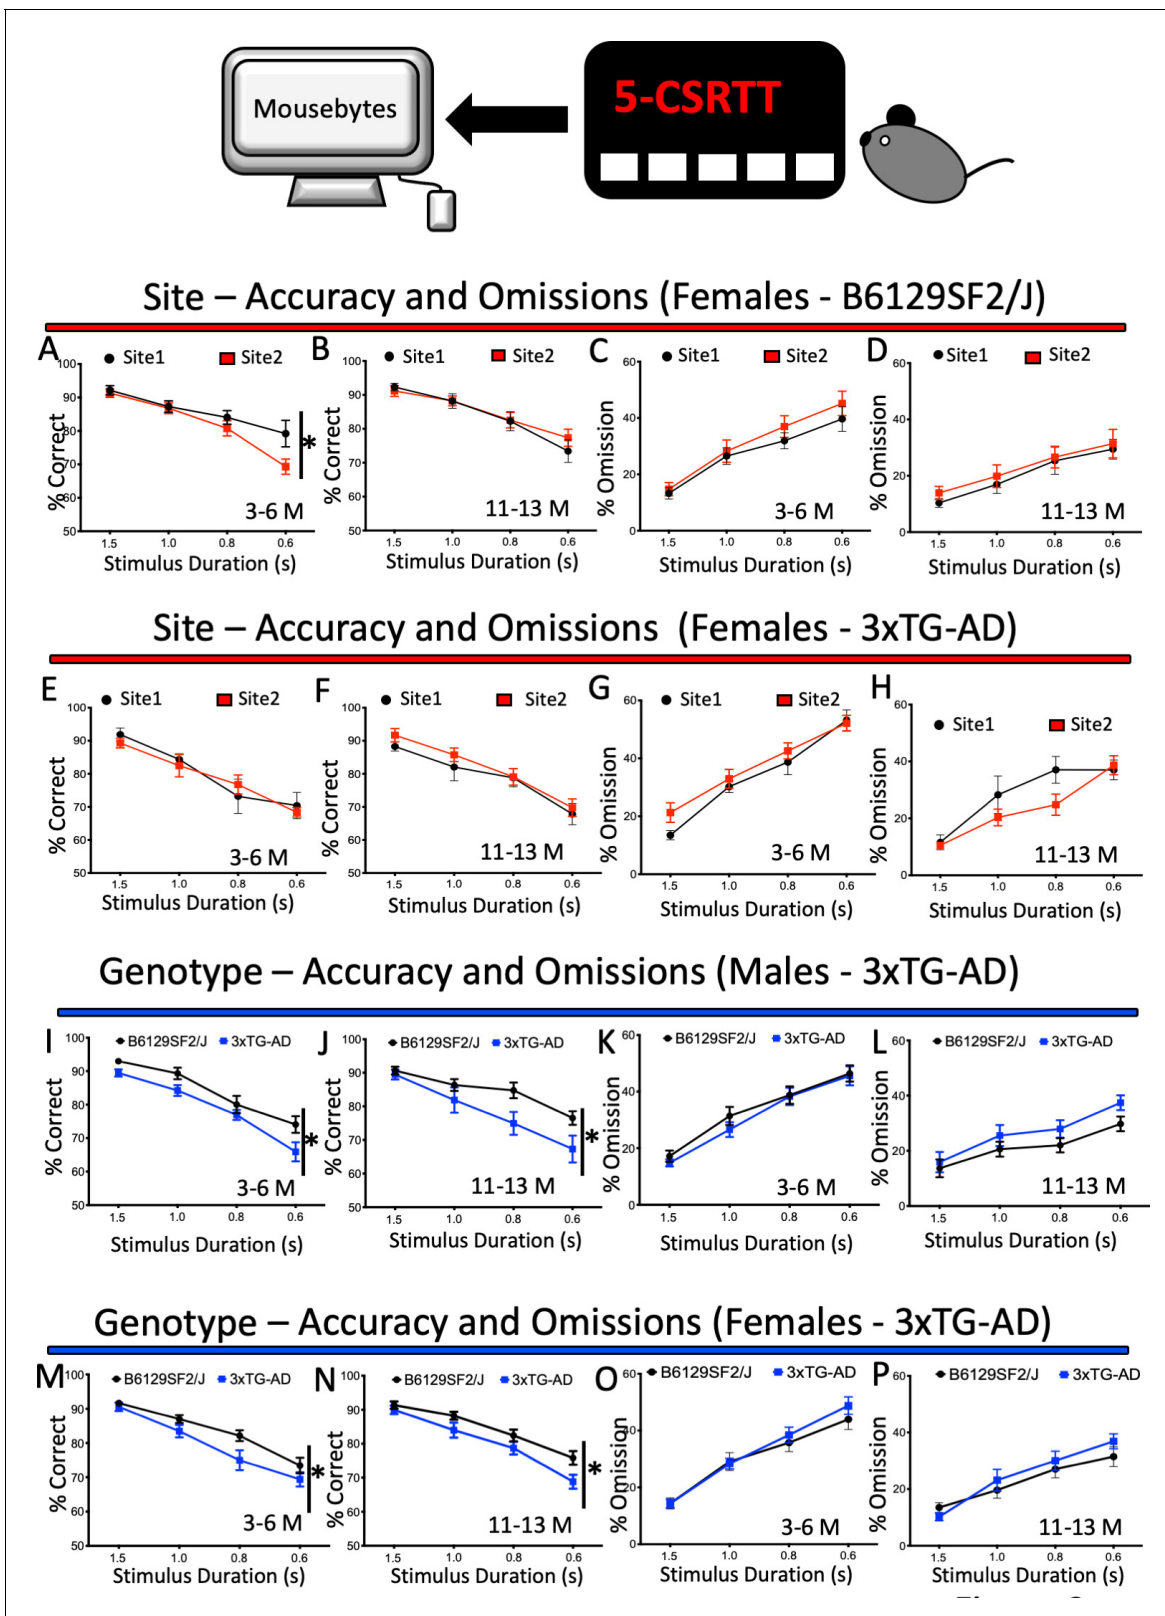 Mousebytes
5-CSRTT
Site – Accuracy and Omissions (Females - B6129SF2/J)
A
Site1
Site2
% Correct
100
90
80
70
60
50
1.5
1.0
0.8
0.6
3-6 M
*
Stimulus Duration (s)
B
Site1
Site2
% Correct
100
90
80
70
60
50
1.5
1.0
0.8
0.6
11-13 M
Stimulus Duration (s)
C
Site1
Site2
% Omission
60
40
20
0
1.5
1.0
0.8
0.6
3-6 M
Stimulus Duration (s)
D
Site1
Site2
% Omission
60
40
20
0
1.5
1.0
0.8
0.6
11-13 M
Stimulus Duration (s)
Site – Accuracy and Omissions (Females - 3xTG-AD)
E
Site1
Site2
% Correct
100
90
80
70
60
50
1.5
1.0
0.8
0.6
3-6 M
Stimulus Duration (s)
F
Site1
Site2
% Correct
100
90
80
70
60
50
1.5
1.0
0.8
0.6
11-13 M
Stimulus Duration (s)
G
Site1
Site2
% Omission
60
40
20
0
1.5
1.0
0.8
0.6
3-6 M
Stimulus Duration (s)
H
Site1
Site2
% Omission
60
40
20
0
1.5
1.0
0.8
0.6
11-13 M
Stimulus Duration (s)
Genotype – Accuracy and Omissions (Males - 3xTG-AD)
I
B6129SF2/J
3xTG-AD
% Correct
100
90
80
70
60
50
1.5
1.0
0.8
0.6
3-6 M
*
Stimulus Duration (s)
J
B6129SF2/J
3xTG-AD
% Correct
100
90
80
70
60
50
1.5
1.0
0.8
0.6
11-13 M
*
Stimulus Duration (s)
K
B6129SF2/J
3xTG-AD
% Omission
60
40
20
0
1.5
1.0
0.8
0.6
3-6 M
Stimulus Duration (s)
L
B6129SF2/J
3xTG-AD
% Omission
60
40
20
0
1.5
1.0
0.8
0.6
11-13 M
Stimulus Duration (s)
Genotype – Accuracy and Omissions (Females - 3xTG-AD)
M
B6129SF2/J
3xTG-AD
% Correct
100
90
80
70
60
50
1.5
1.0
0.8
0.6
3-6 M
*
Stimulus Duration (s)
N
B6129SF2/J
3xTG-AD
% Correct
100
90
80
70
60
50
1.5
1.0
0.8
0.6
11-13 M
*
Stimulus Duration (s)
O
B6129SF2/J
3xTG-AD
% Omission
60
40
20
0
1.5
1.0
0.8
0.6
3-6 M
Stimulus Duration (s)
P
B6129SF2/J
3xTG-AD
% Omission
60
40
20
0
1.5
1.0
0.8
0.6
11-13 M
Stimulus Duration (s)